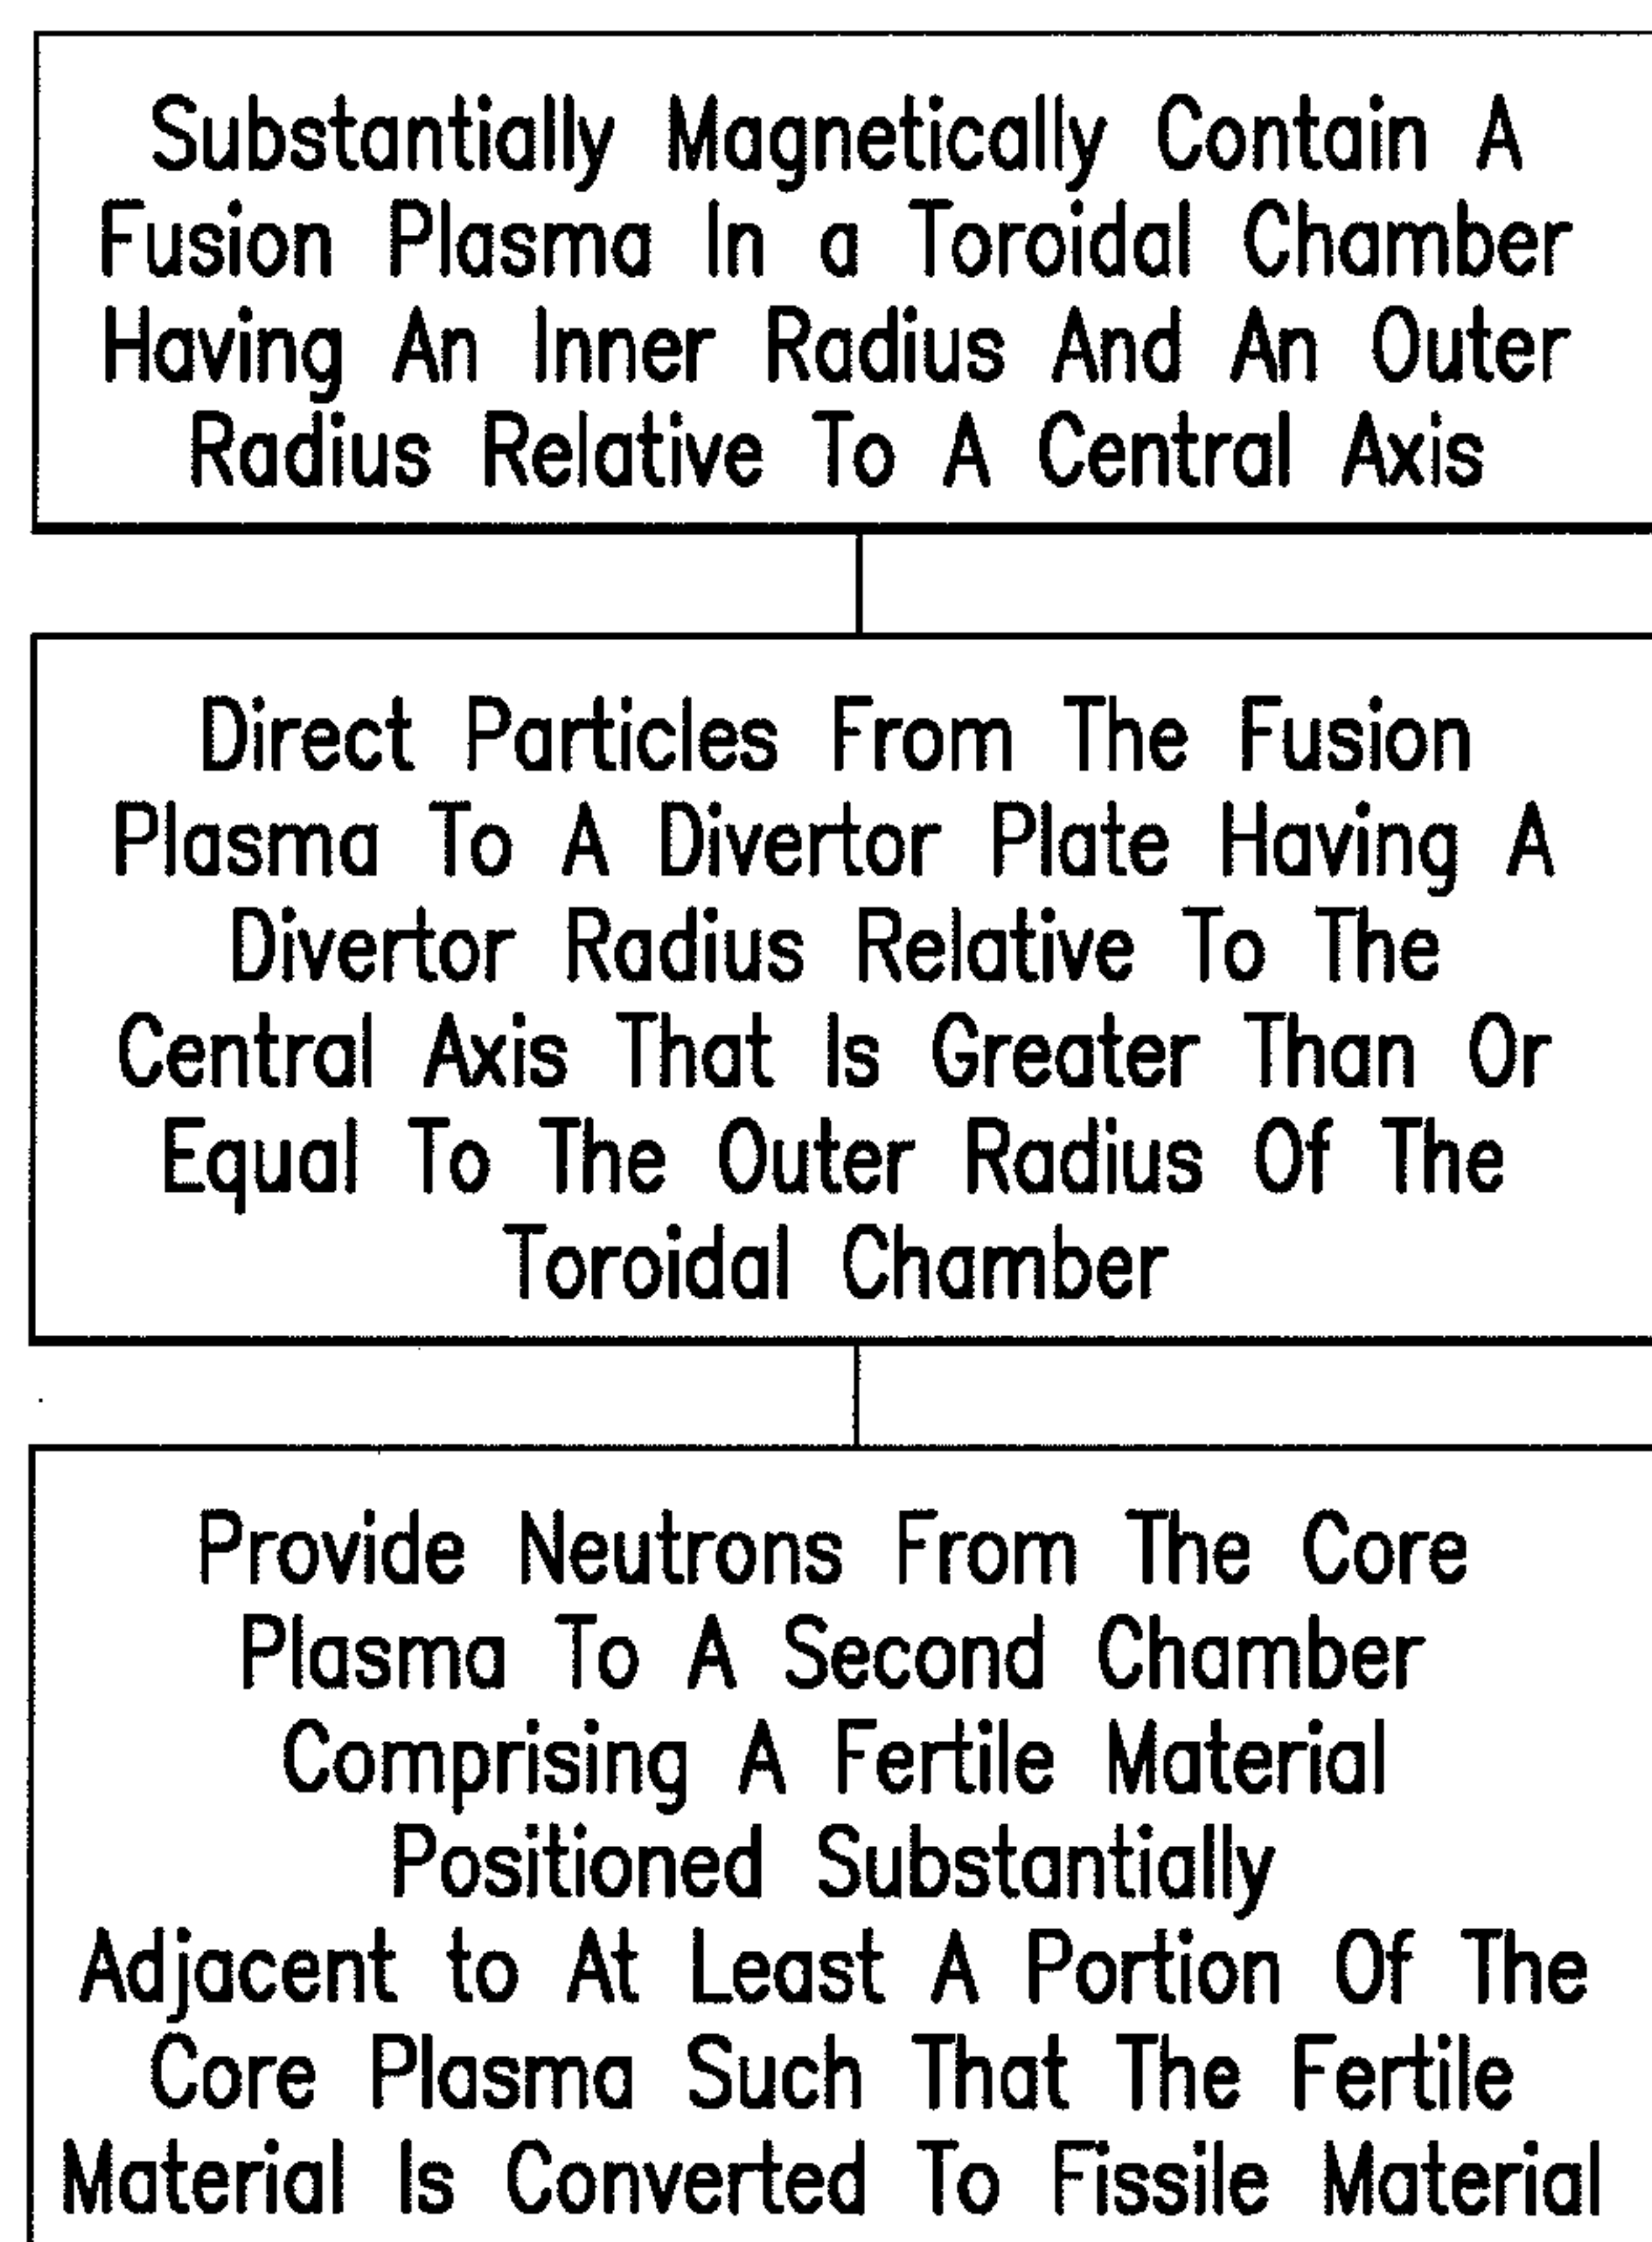 Substantially Magnetically Contain A
Fusion Plasma In a Toroidal Chamber
Having An Inner Radius And An Outer
Radius Relative To A Central Axis
Direct Particles From The Fusion
Plasma To A Divertor Plate Having A
Divertor Radius Relative To The
Central Axis That Is Greater Than Or
Equal To The Outer Radius Of The
Toroidal Chamber
Provide Neutrons From The Core
Plasma To A Second Chamber
Comprising A Fertile Material
Positioned Substantially
Adjacent to At Least A Portion Of The
Core Plasma Such That The Fertile
Material Is Converted To Fissile Material